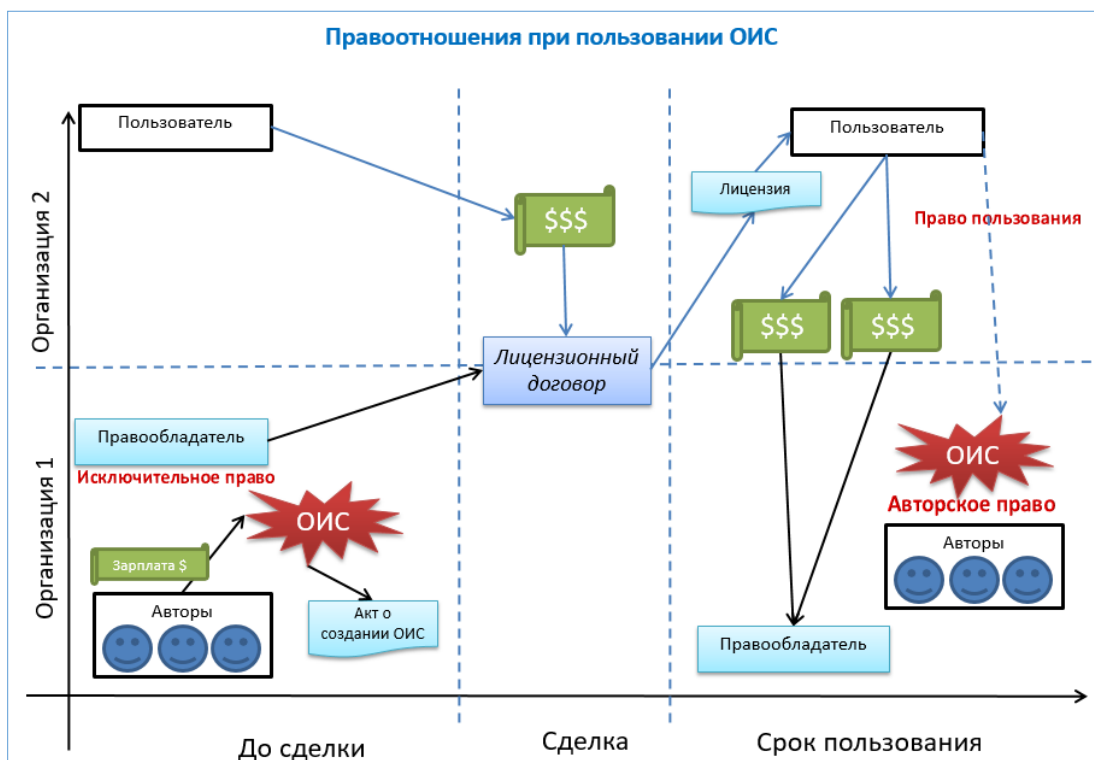 Правоотношения при пользовании ОИС
Организация 2
Организация 1
Пользователь
$$$
Лицензионный
договор
Правообладатель
Исключительное право
ОИС
Зарплата $
Авторы
Акт о
создании ОИС
Пользователь
Лицензия
Право пользования
$$$
$$$
ОИС
Авторское право
Авторы
Правообладатель
До сделки
Сделка
Срок пользования